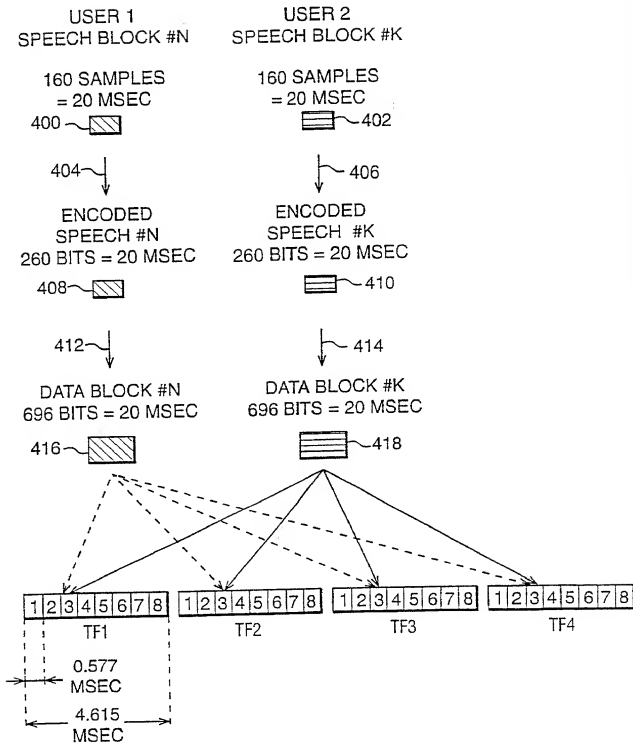 USER 1
SPEECH BLOCK #N
USER 2
SPEECH BLOCK #K
160 SAMPLES
= 20 MSEC
160 SAMPLES
= 20 MSEC
400
402
404
406
ENCODED
SPEECH #N
260 BITS = 20 MSEC
ENCODED
SPEECH #K
260 BITS = 20 MSEC
408
410
412
414
DATA BLOCK #N
696 BITS = 20 MSEC
DATA BLOCK #K
696 BITS = 20 MSEC
416
418
1 2 3 4 5 6 7 8
1 2 3 4 5 6 7 8
1 2 3 4 5 6 7 8
1 2 3 4 5 6 7 8
TF1
TF2
TF3
TF4
0.577
MSEC
4.615
MSEC